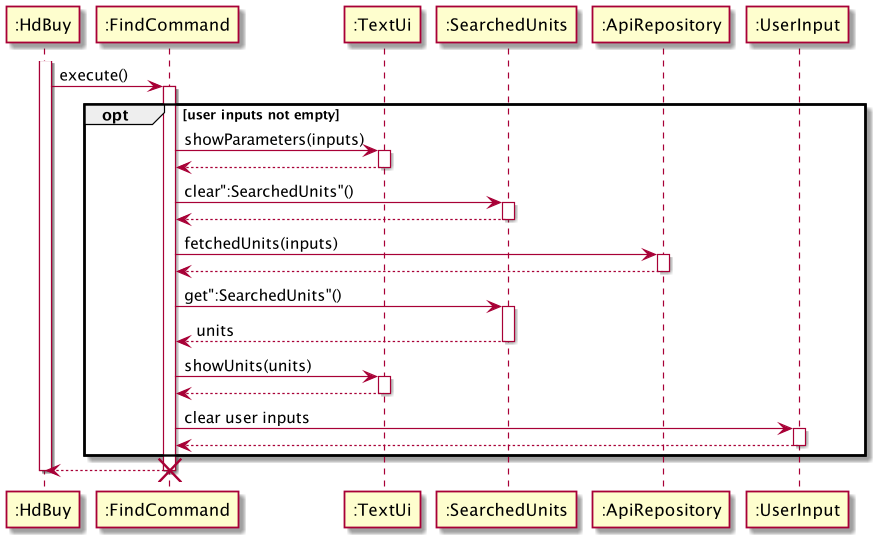 :HdBuy :FindCommand :TextUi :SearchedUnits :ApiRepository :UserInput
execute()
opt [user inputs not empty]
showParameters(inputs)
clear":SearchedUnits"()
fetchedUnits(inputs)
get":SearchedUnits"()
units
showUnits(units)
clear user inputs
:HdBuy :FindCommand :TextUi :SearchedUnits :ApiRepository :UserInput